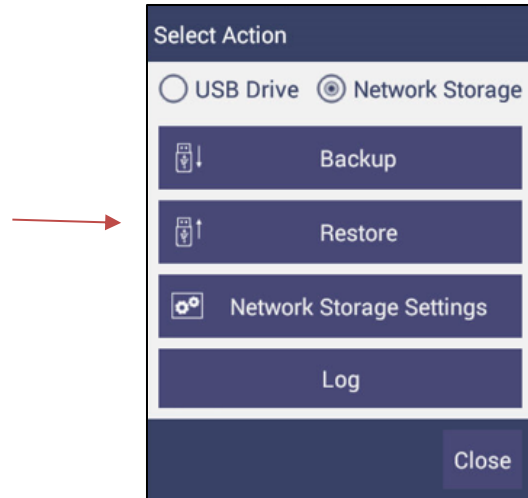 Select Action
USB Drive Network Storage
Backup
Restore
Network Storage Settings
Log
Close